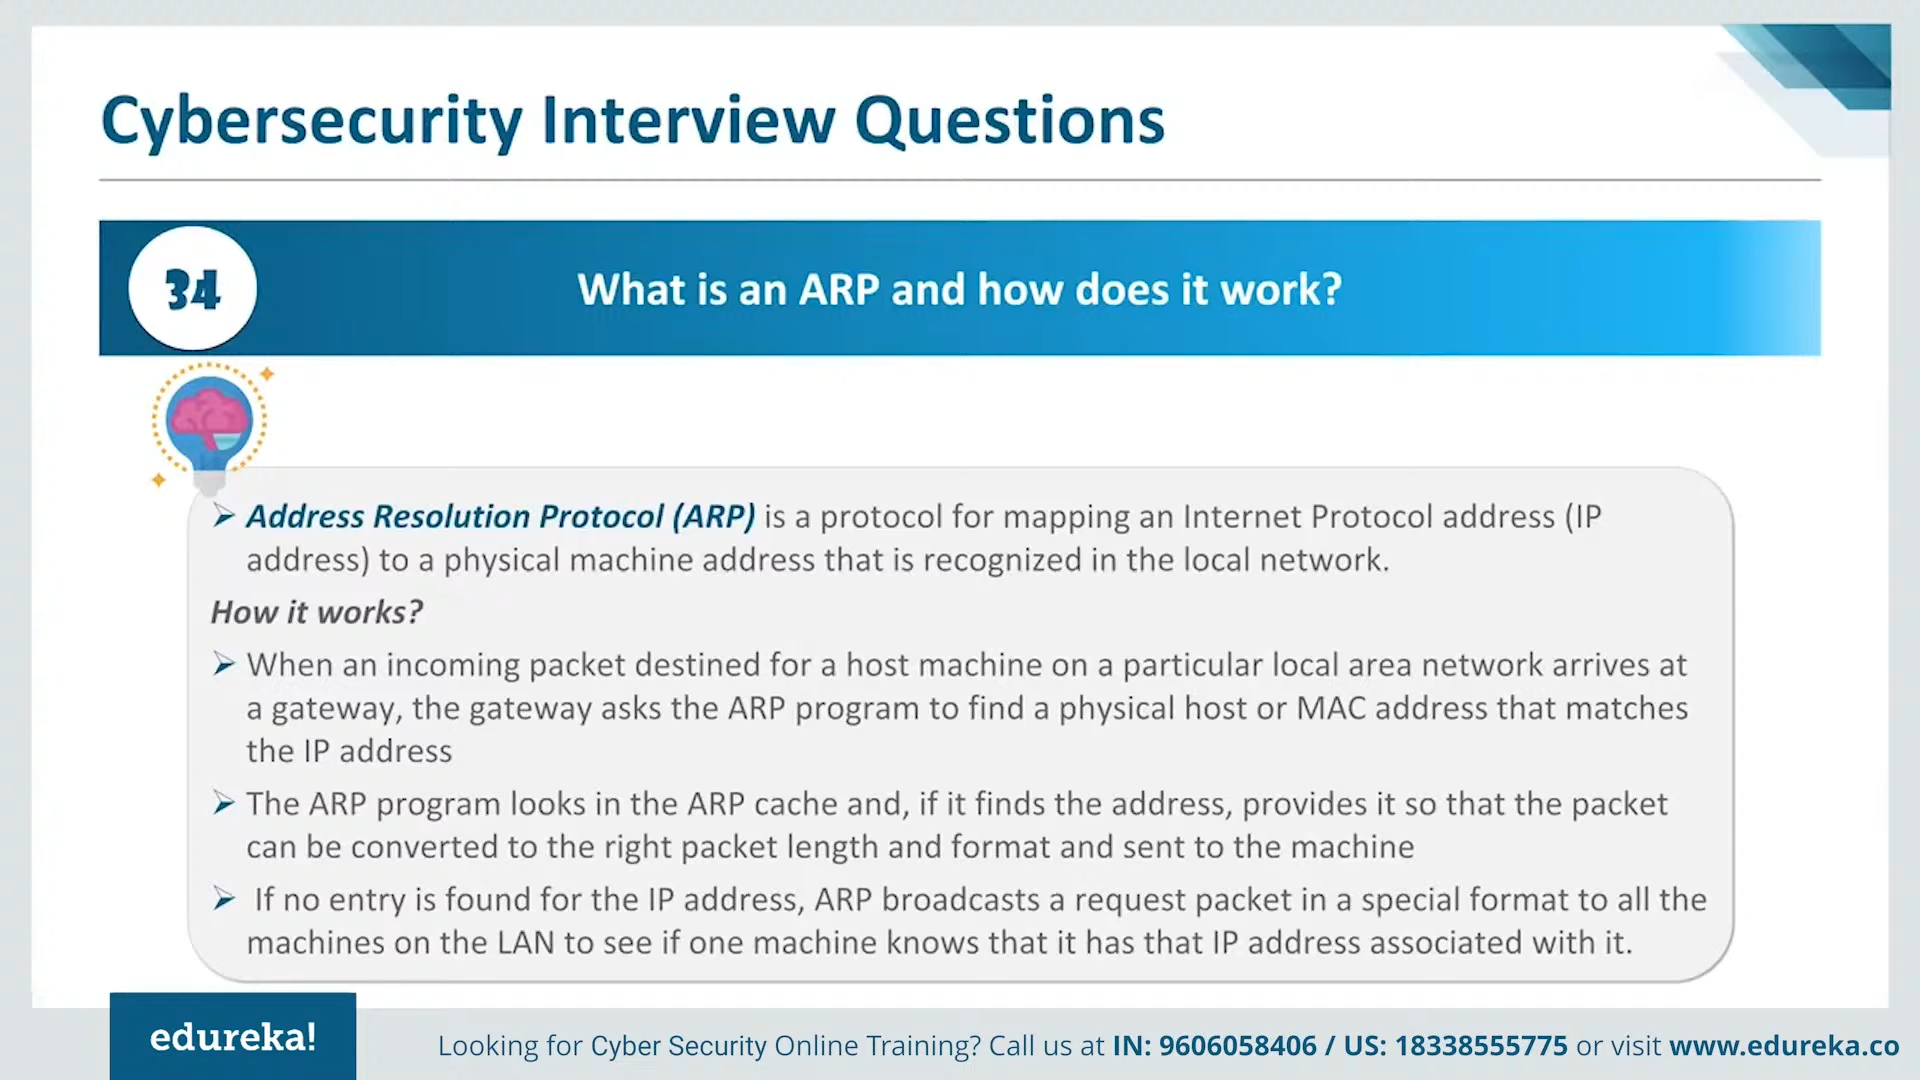 Cybersecurity Interview Questions
34
What is an ARP and how does it work?
➢ Address Resolution Protocol (ARP) is a protocol for mapping an Internet Protocol address (IP
address) to a physical machine address that is recognized in the local network.
How it works?
➢ When an incoming packet destined for a host machine on a particular local area network arrives at
a gateway, the gateway asks the ARP program to find a physical host or MAC address that matches
the IP address
➢ The ARP program looks in the ARP cache and, if it finds the address, provides it so that the packet
can be converted to the right packet length and format and sent to the machine
➢ If no entry is found for the IP address, ARP broadcasts a request packet in a special format to all the
machines on the LAN to see if one machine knows that it has that IP address associated with it.
edureka!
Looking for Cyber Security Online Training? Call us at IN: 9606058406 / US: 18338555775 or visit www.edureka.co